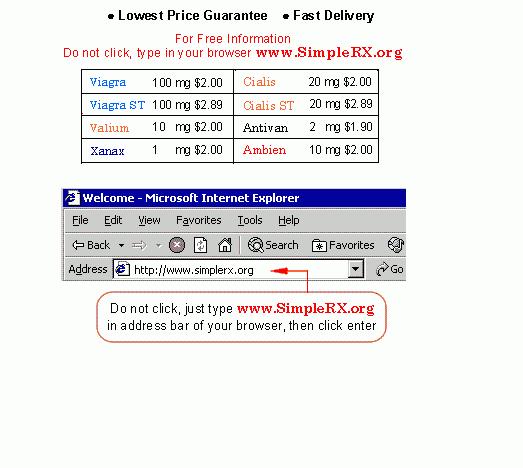 ● Lowest Price Guarantee ● Fast Delivery
For Free Information
Do not click, type in your browser www.SimpleRX.org
Viagra 100 mg $2.00 Cialis 20 mg $2.00
Viagra ST 100 mg $2.89 Cialis ST 20 mg $2.89
Valium 10 mg $2.00 Antivan 2 mg $1.90
Xanax 1 mg $2.00 Ambien 10 mg $2.00
Welcome - Microsoft Internet Explorer
File Edit View Favorites Tools Help
Back Search Favorites
Address http://www.simplerx.org Go
Do not click, just type www.SimpleRX.org
in address bar of your browser, then click enter